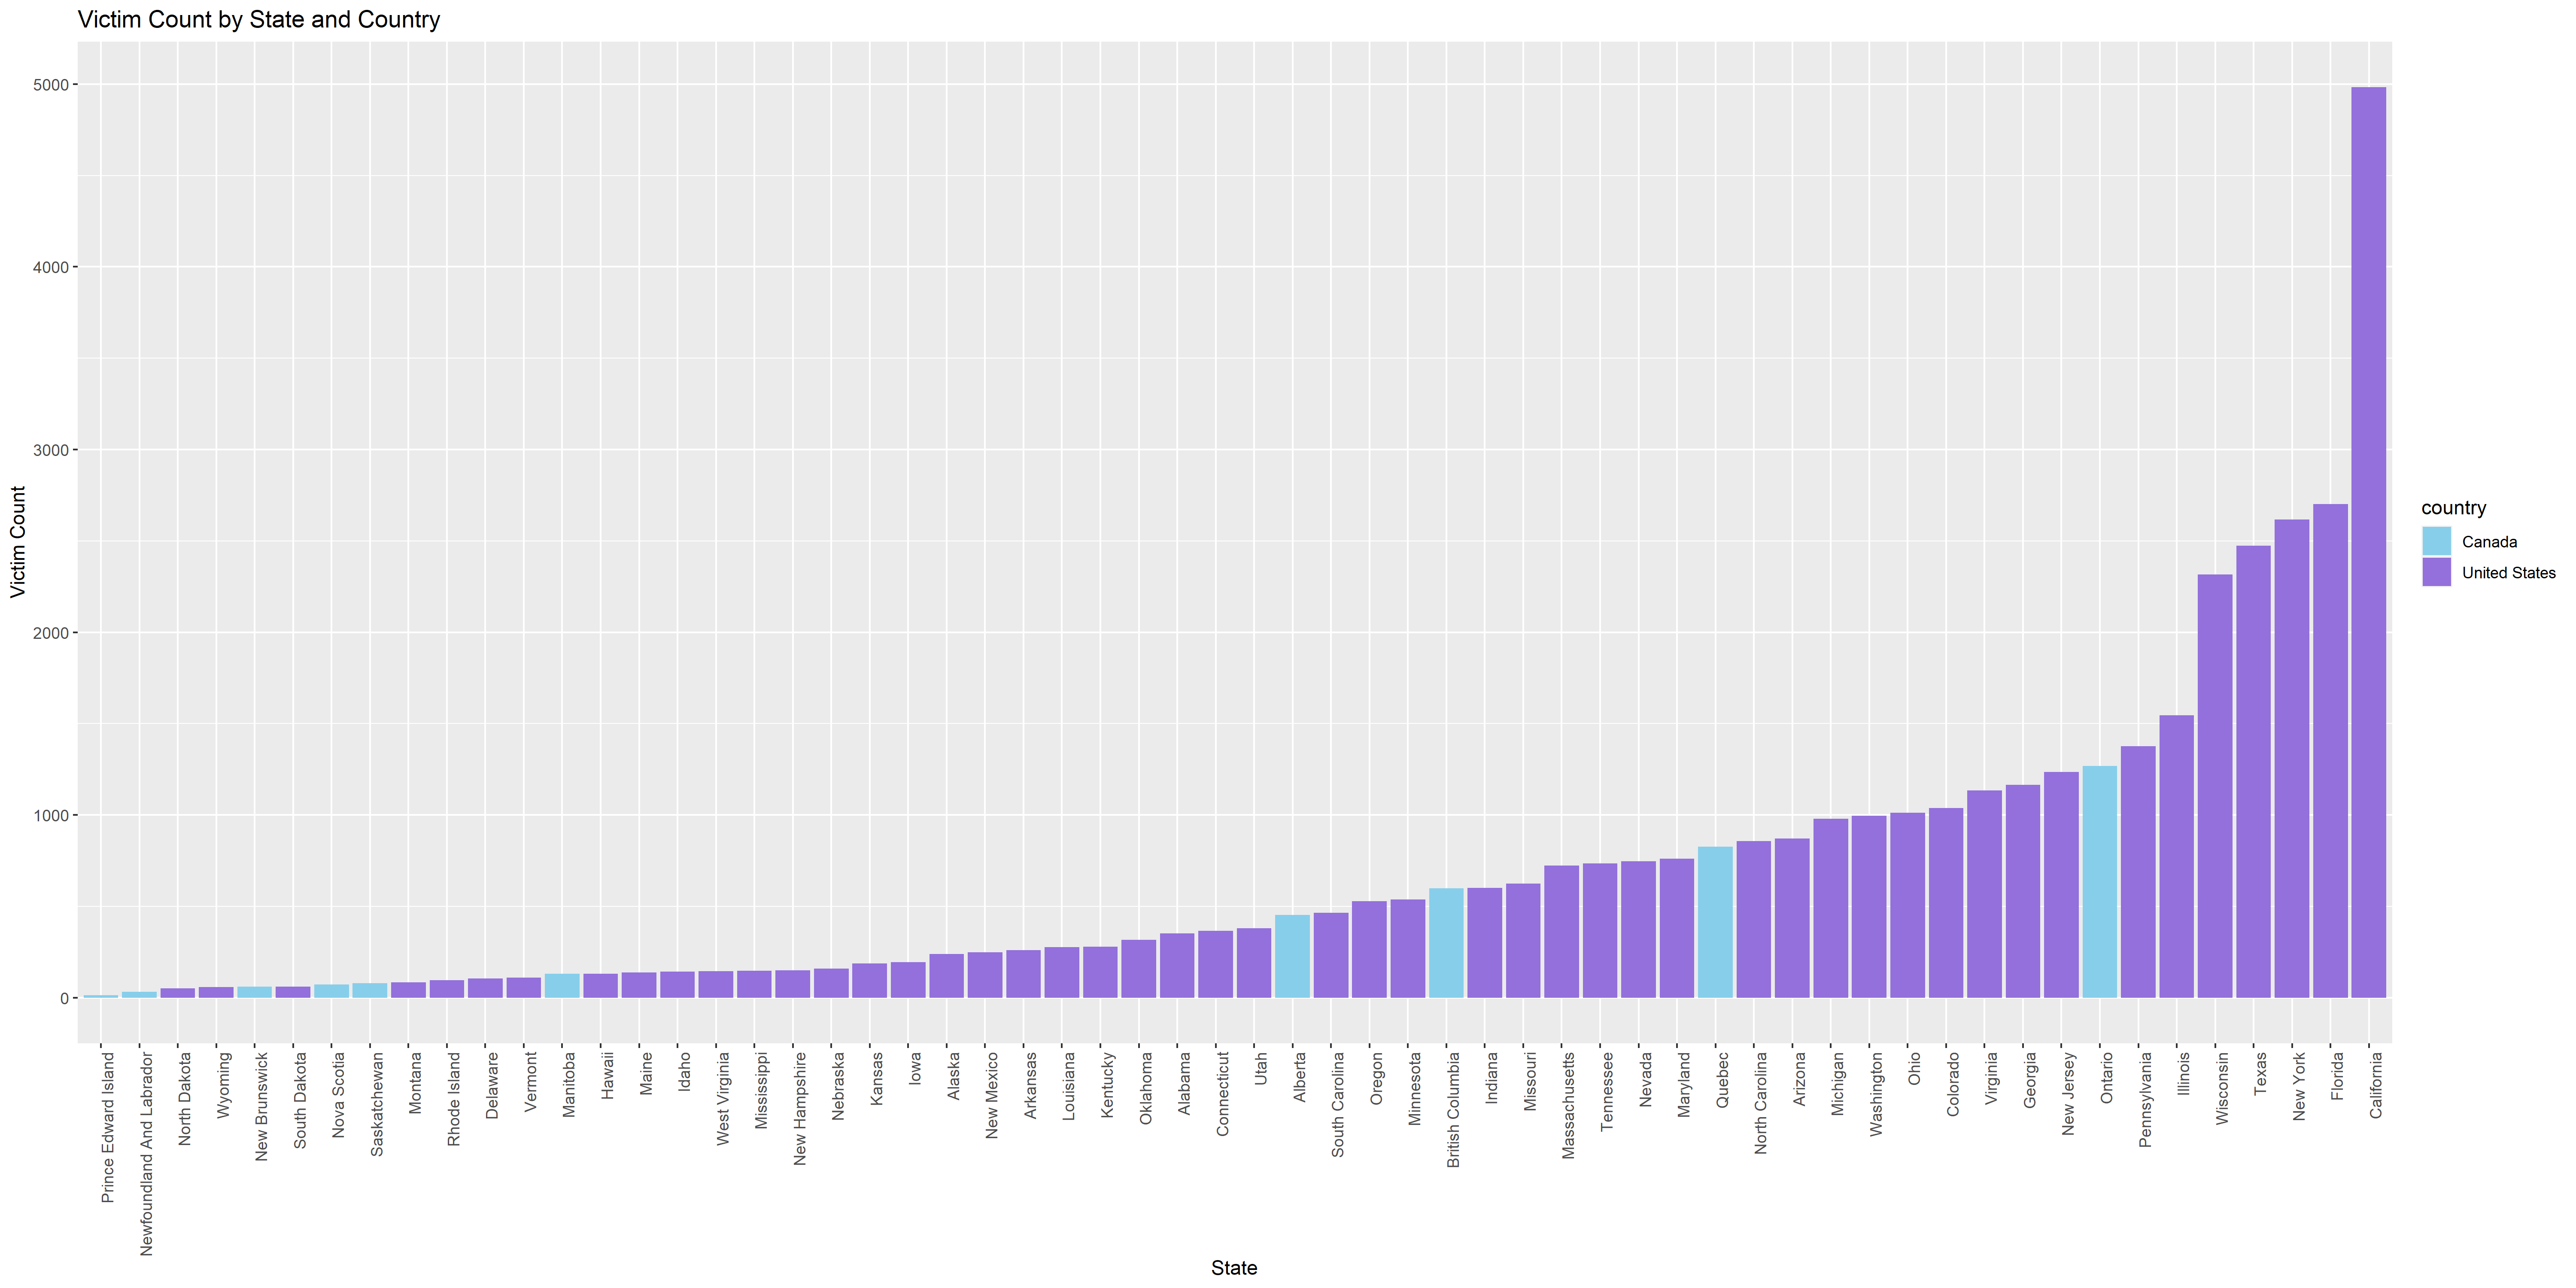 Victim Count by State and Country
5000
4000
3000
2000
1000
0
Victim Count
Prince Edward Island
Newfoundland And Labrador
North Dakota
Wyoming
New Brunswick
South Dakota
Nova Scotia
Saskatchewan
Montana
Rhode Island
Delaware
Vermont
Manitoba
Hawaii
Maine
Idaho
West Virginia
Mississippi
New Hampshire
Nebraska
Kansas
Iowa
Alaska
New Mexico
Arkansas
Louisiana
Kentucky
Oklahoma
Alabama
Connecticut
Utah
Alberta
South Carolina
Oregon
Minnesota
British Columbia
Indiana
Missouri
Massachusetts
Tennessee
Nevada
Maryland
Quebec
North Carolina
Arizona
Michigan
Washington
Ohio
Colorado
Virginia
Georgia
New Jersey
Ontario
Pennsylvania
Illinois
Wisconsin
Texas
New York
Florida
California
State
country
Canada
United States